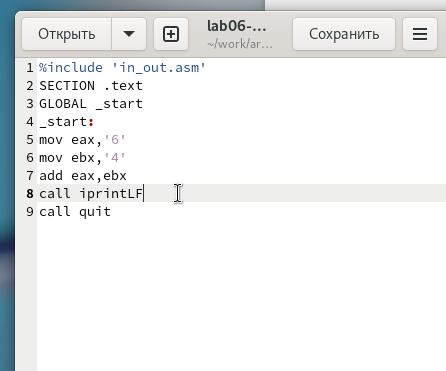 Открыть
lab06-...
~/work/ar...
Сохранить
1 %include 'in_out.asm'
2 SECTION .text
3 GLOBAL _start
4 _start:
5 mov eax,'6'
6 mov ebx,'4'
7 add eax,ebx
8 call iprintLF
9 call quit